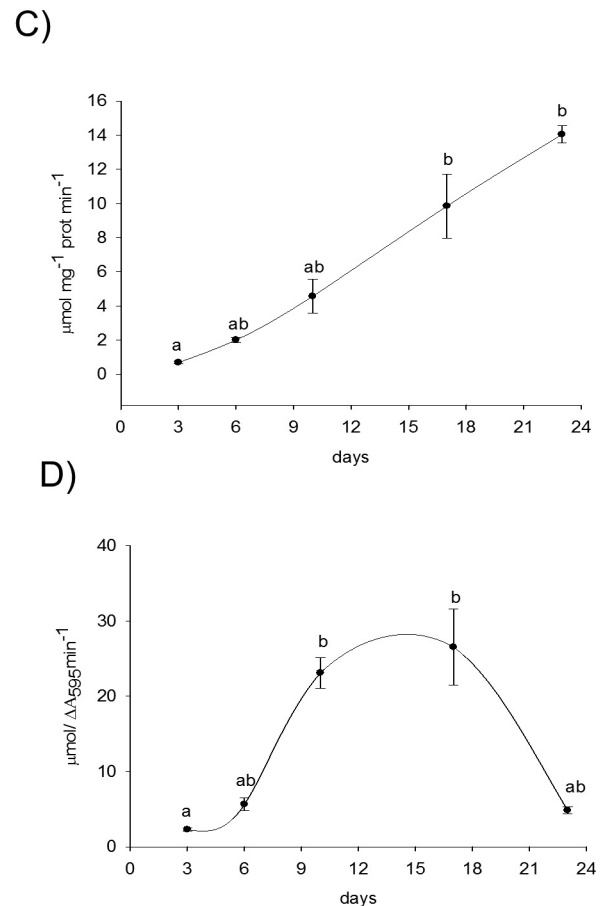 C)
16
14
12
10
8
6
4
2
0
μmol mg⁻¹ prot min⁻¹
a
ab
ab
b
b
0 3 6 9 12 15 18 21 24
days
D)
40
30
20
10
0
μmol/ ΔA₅₉₅min⁻¹
a
ab
b
b
ab
0 3 6 9 12 15 18 21 24
days